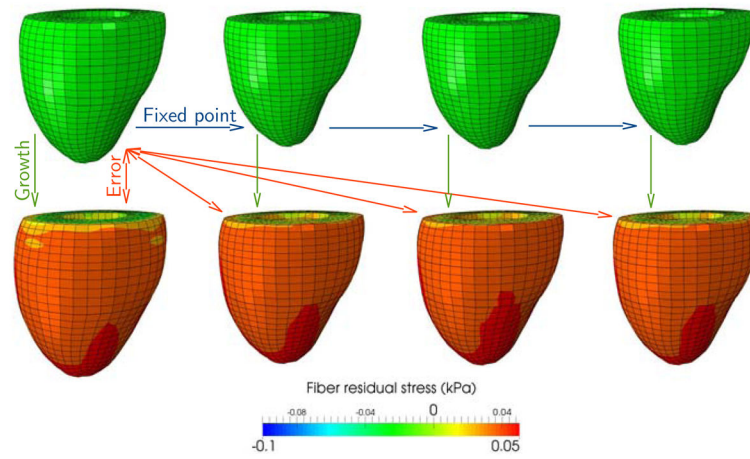 Fixed point
Growth
Error
Fiber residual stress (kPa)
-0.08 -0.04 0 0.04
-0.1 0.05